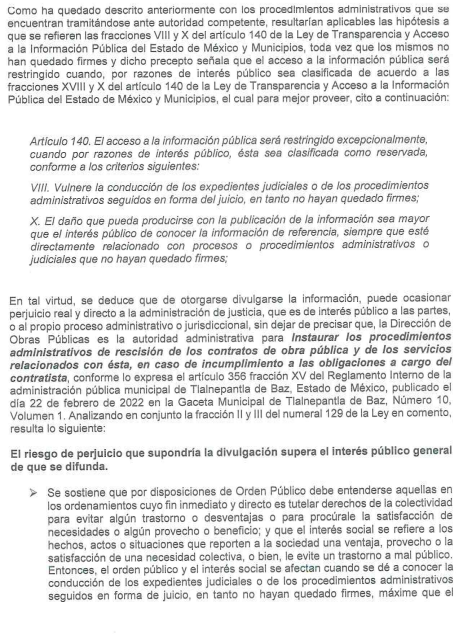 Como ha quedado descrito anteriormente con los procedimientos administrativos que se
encuentran tramitándose ante autoridad competente, resultarían aplicables las hipótesis a
que se refieren las fracciones VIII y X del artículo 140 de la Ley de Transparencia y Acceso
a la Información Pública del Estado de México y Municipios, toda vez que los mismos no
han quedado firmes y dicho precepto señala que el acceso a la información pública será
restringido cuando, por razones de interés público sea clasificada de acuerdo a las
fracciones XVIII y X del artículo 140 de la Ley de Transparencia y Acceso a la Información
Pública del Estado de México y Municipios, el cual para mejor proveer, cito a continuación:
Artículo 140. El acceso a la información pública será restringido excepcionalmente,
cuando por razones de interés público, ésta sea clasificada como reservada,
conforme a los criterios siguientes:
VIII. Vulnere la conducción de los expedientes judiciales o de los procedimientos
administrativos seguidos en forma del juicio, en tanto no hayan quedado firmes;
X. El daño que pueda producirse con la publicación de la información sea mayor
que el interés público de conocer la información de referencia, siempre que esté
directamente relacionado con procesos o procedimientos administrativos o
judiciales que no hayan quedado firmes;
En tal virtud, se deduce que de otorgarse divulgarse la información, puede ocasionar
perjuicio real y directo a la administración de justicia, que es de interés público a las partes,
o al propio proceso administrativo o jurisdiccional, sin dejar de precisar que, la Dirección de
Obras Públicas es la autoridad administrativa para Instaurar los procedimientos
administrativos de rescisión de los contratos de obra pública y de los servicios
relacionados con ésta, en caso de incumplimiento a las obligaciones a cargo del
contratista, conforme lo expresa el artículo 356 fracción XV del Reglamento Interno de la
administración pública municipal de Tlalnepantla de Baz, Estado de México, publicado el
día 22 de febrero de 2022 en la Gaceta Municipal de Tlalnepantla de Baz, Número 10,
Volumen 1. Analizando en conjunto la fracción II y III del numeral 129 de la Ley en comento,
resulta lo siguiente:
El riesgo de perjuicio que supondría la divulgación supera el interés público general
de que se difunda.
➢ Se sostiene que por disposiciones de Orden Público debe entenderse aquellas en
los ordenamientos cuyo fin inmediato y directo es tutelar derechos de la colectividad
para evitar algún trastorno o desventajas o para procúrale la satisfacción de
necesidades o algún provecho o beneficio; y que el interés social se refiere a los
hechos, actos o situaciones que reporten a la sociedad una ventaja, provecho o la
satisfacción de una necesidad colectiva, o bien, le evite un trastorno a mal público.
Entonces, el orden público y el interés social se afectan cuando se dé a conocer la
conducción de los expedientes judiciales o de los procedimientos administrativos
seguidos en forma de juicio, en tanto no hayan quedado firmes, máxime que el